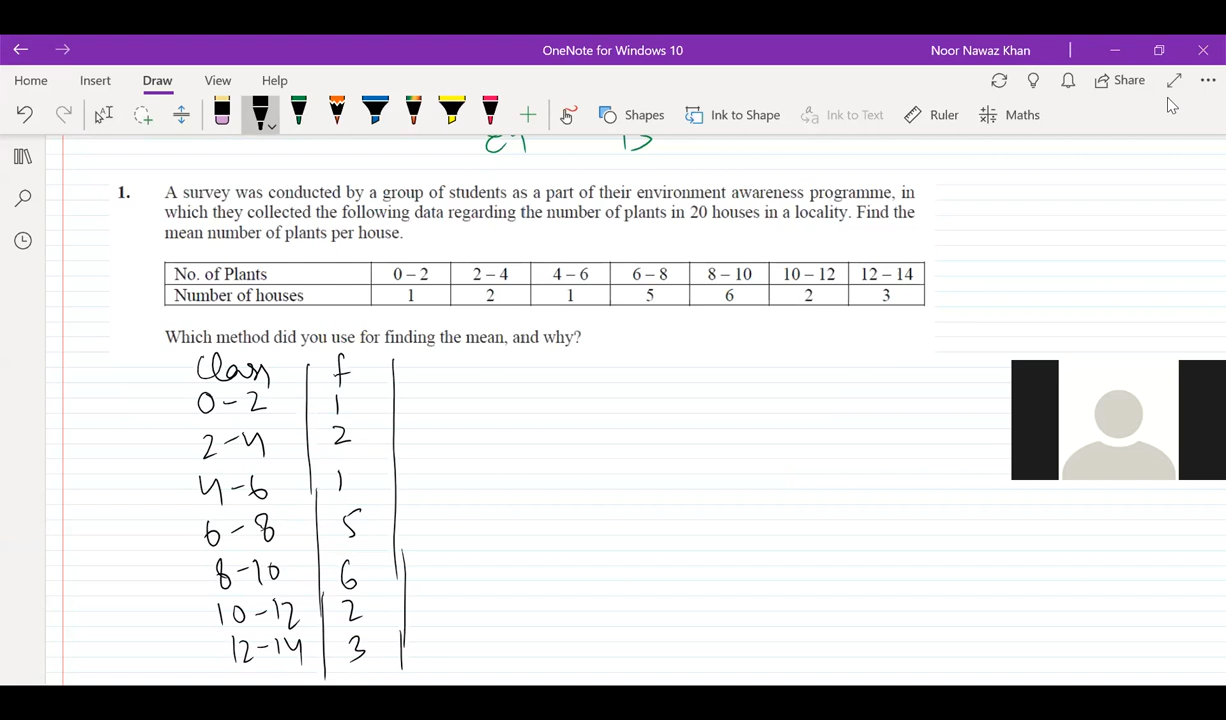 OneNote for Windows 10
Noor Nawaz Khan
Home Insert Draw View Help
Share
Shapes Ink to Shape Ink to Text Ruler Maths
1. A survey was conducted by a group of students as a part of their environment awareness programme, in
which they collected the following data regarding the number of plants in 20 houses in a locality. Find the
mean number of plants per house.
No. of Plants 0 – 2 2 – 4 4 – 6 6 – 8 8 – 10 10 – 12 12 – 14
Number of houses 1 2 1 5 6 2 3
Which method did you use for finding the mean, and why?
Class f
0 – 2 1
2 – 4 2
4 – 6 1
6 – 8 5
8 – 10 6
10 – 12 2
12 – 14 3